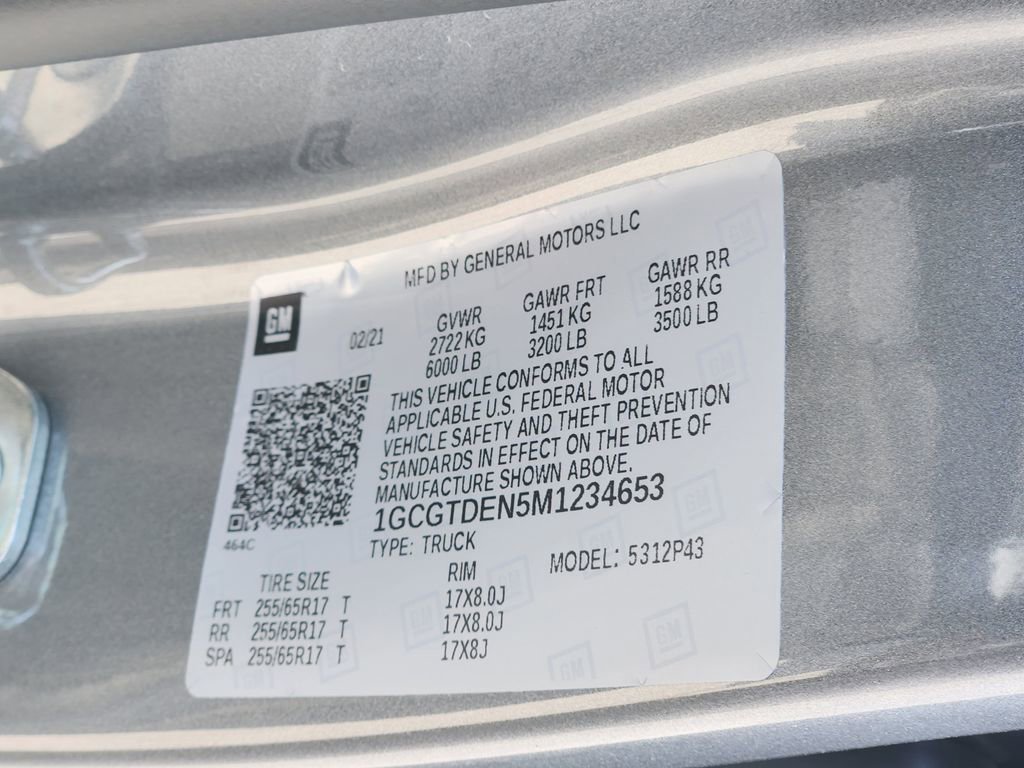 MFD BY GENERAL MOTORS LLC
GM
02/21
GVWR
2722 KG
6000 LB
GAWR FRT
1451 KG
3200 LB
GAWR RR
1588 KG
3500 LB
THIS VEHICLE CONFORMS TO ALL
APPLICABLE U.S. FEDERAL MOTOR
VEHICLE SAFETY AND THEFT PREVENTION
STANDARDS IN EFFECT ON THE DATE OF
MANUFACTURE SHOWN ABOVE.
1GCGTDEN5M1234653
464C
TYPE: TRUCK
MODEL: 5312P43
TIRE SIZE RIM
FRT 255/65R17 T 17X8.0J
RR 255/65R17 T 17X8.0J
SPA 255/65R17 T 17X8J